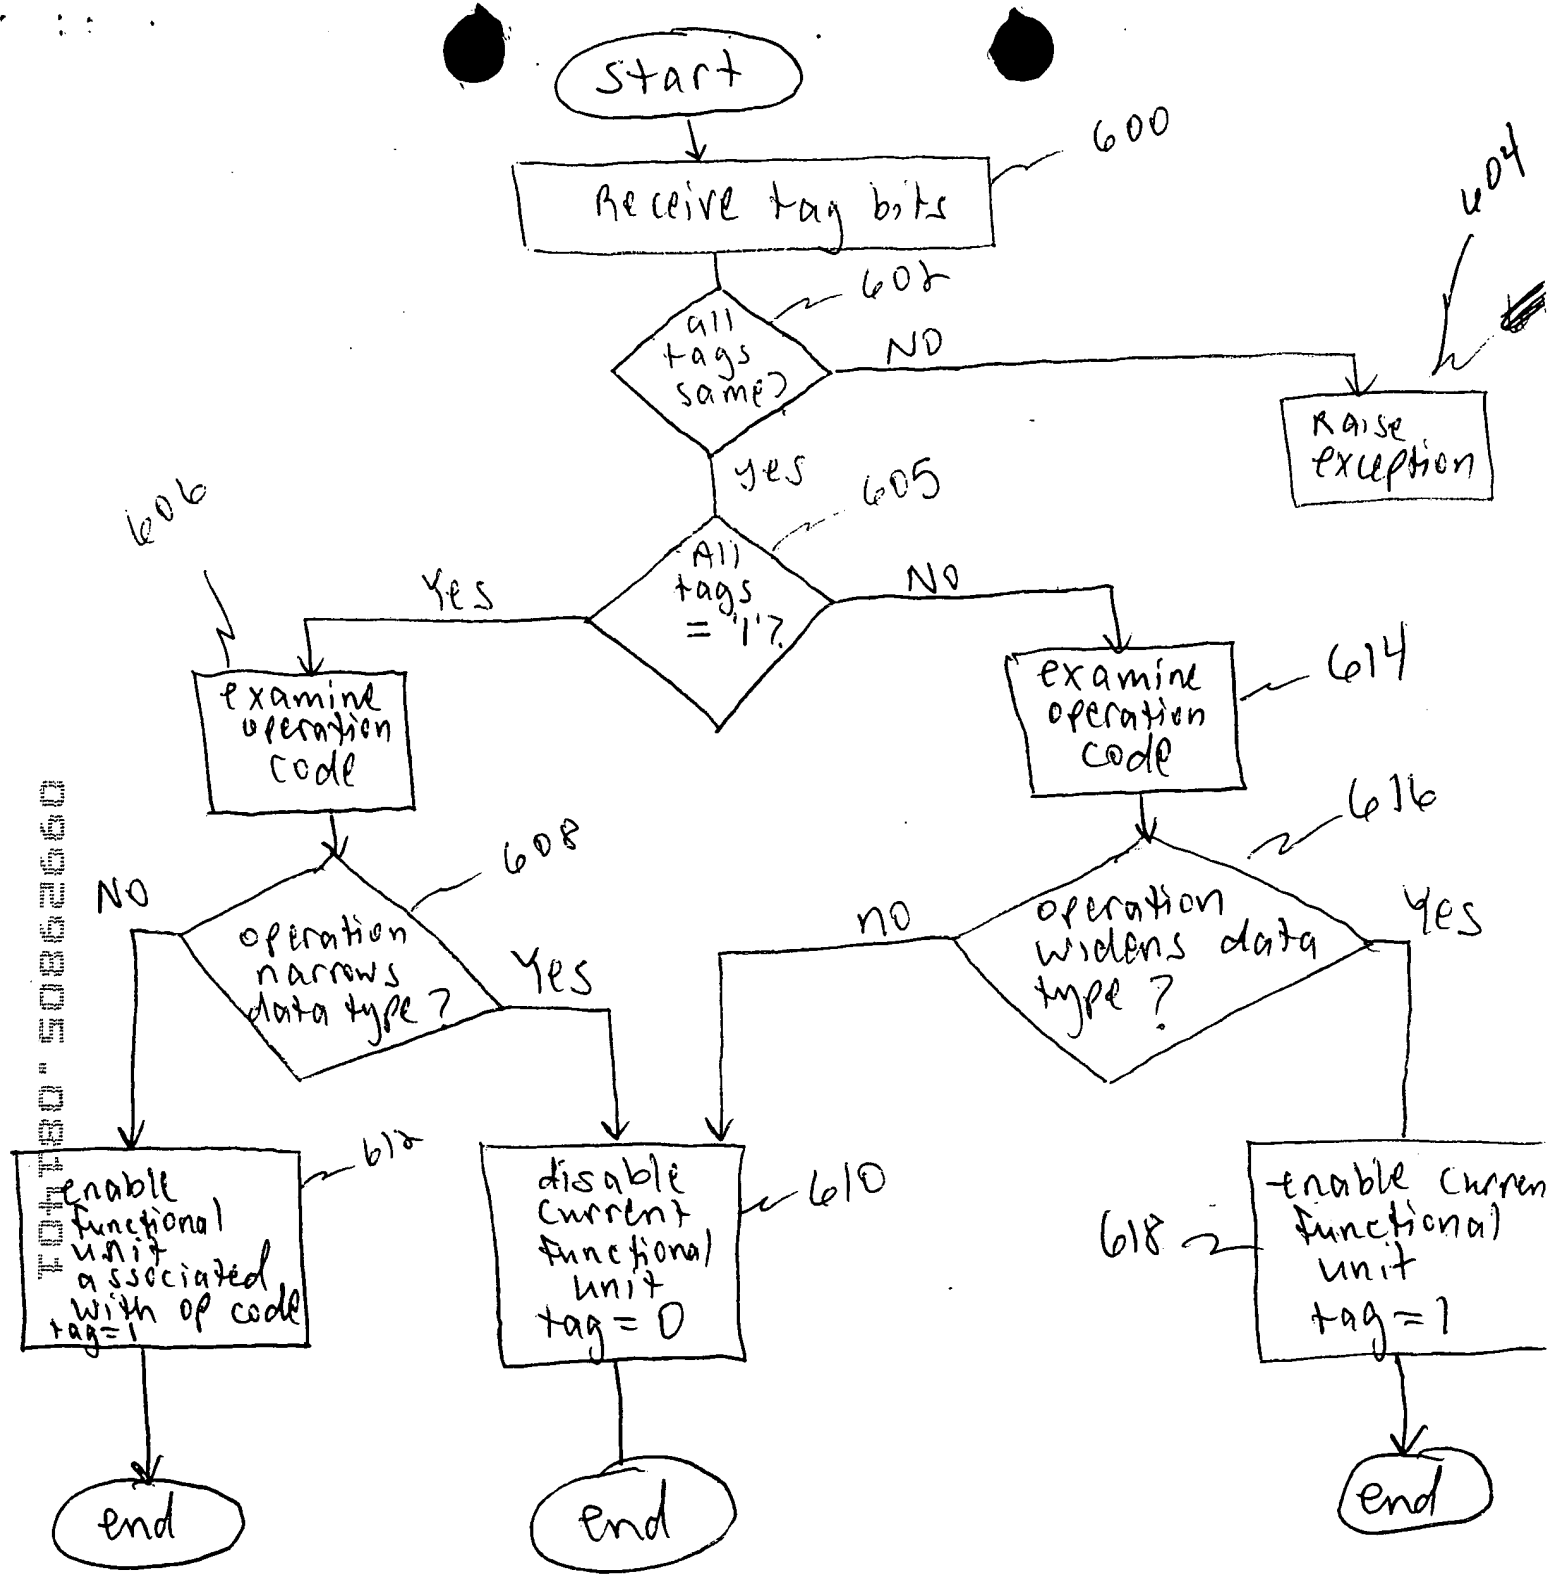 start
600
Receive tag bits
602
604
all
tags
same?
NO
Raise
exception
yes
605
606
All
tags
= '1'?
Yes
NO
examine
operation
code
examine
operation
code
614
608
616
NO
operation
narrows
data type?
Yes
no
operation
widens data
type?
Yes
612
enable
functional
unit
associated
with op code
tag=1
disable
current
functional
unit
tag = 0
610
618
enable curren
functional
unit
tag = 1
end
end
end
09929805.081401